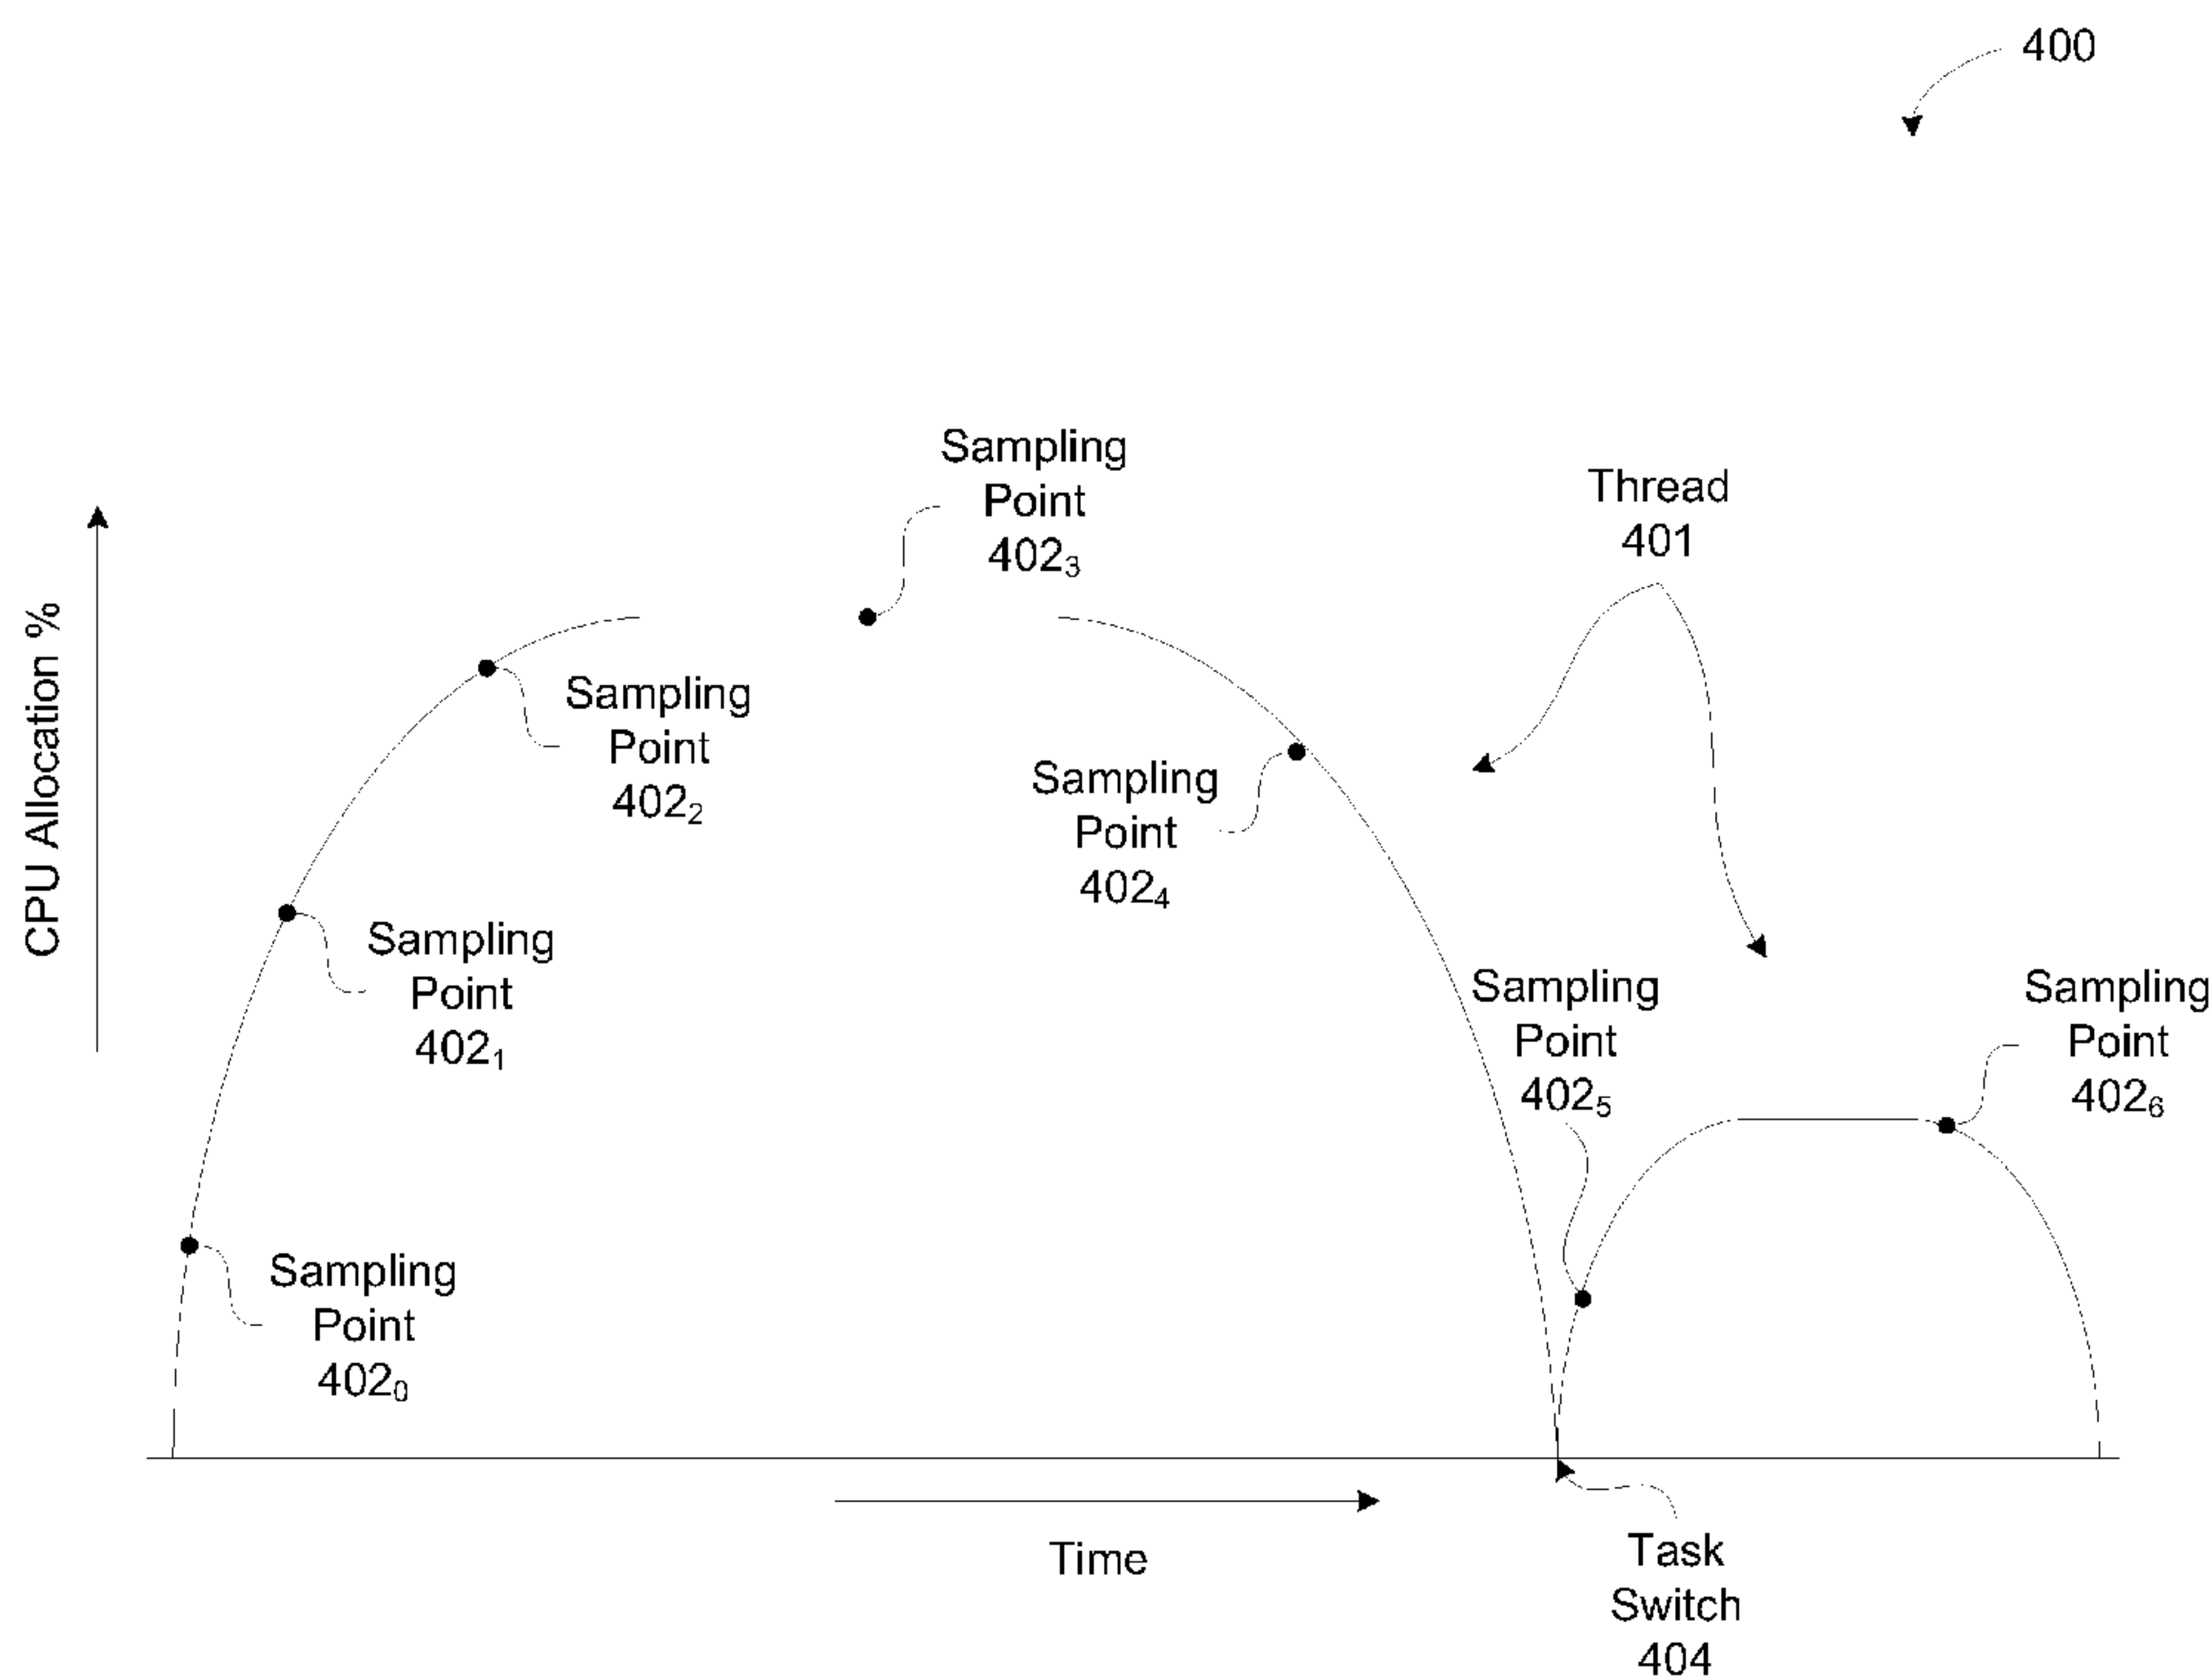 400
Sampling
Point
402₃
Thread
401
CPU Allocation %
Sampling
Point
402₂
Sampling
Point
402₄
Sampling
Point
402₁
Sampling
Point
402₅
Sampling
Point
402₆
Sampling
Point
402₀
Time
Task
Switch
404